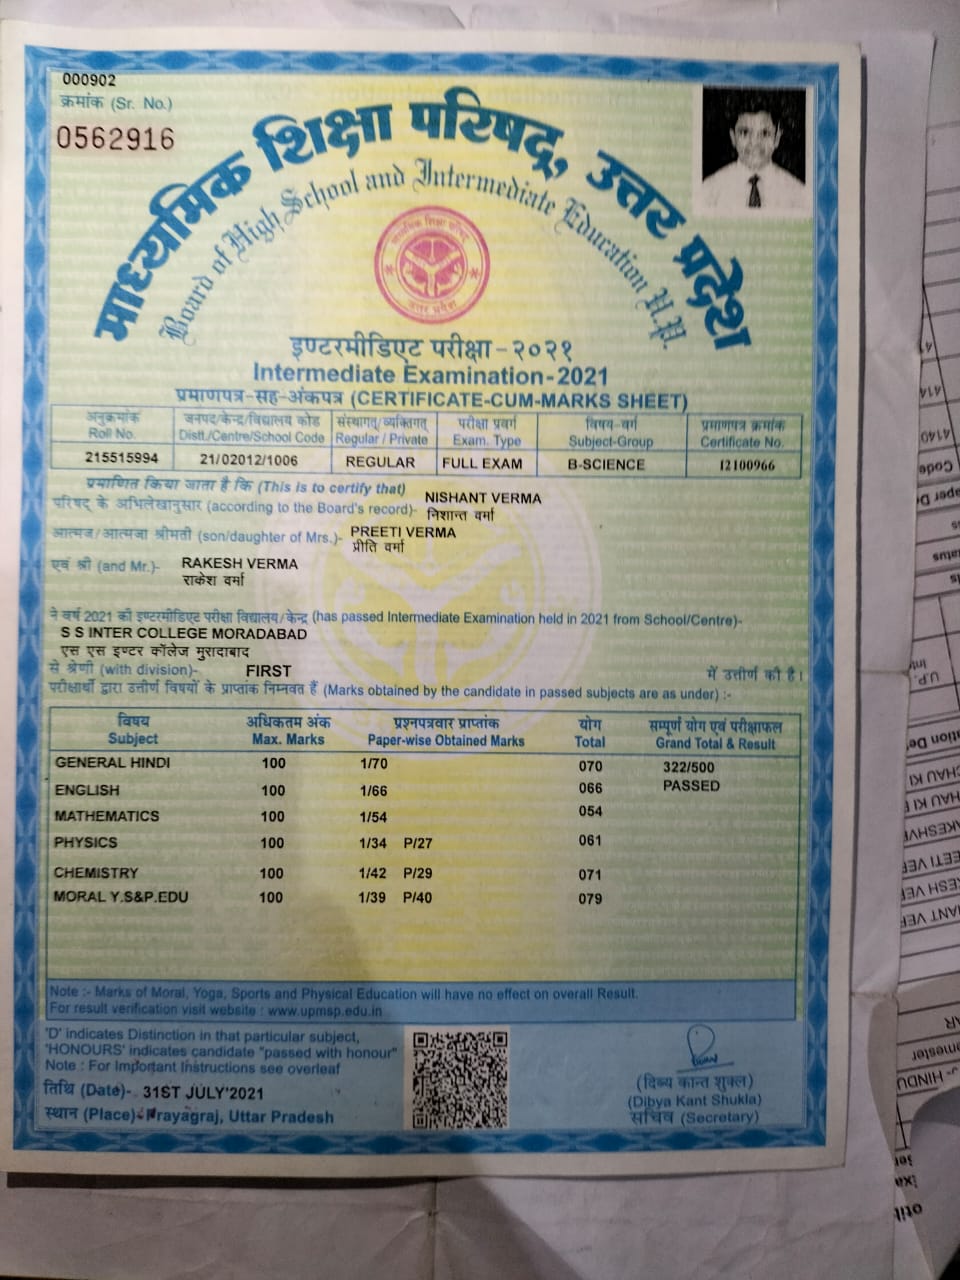 000902
क्रमांक (Sr. No.)
0562916
माध्यमिक शिक्षा परिषद, उत्तर प्रदेश
Board of High School and Intermediate Education U.P.
माध्यमिक शिक्षा परिषद
उत्तर प्रदेश
इण्टरमीडिएट परीक्षा - २०२१
Intermediate Examination-2021
प्रमाणपत्र-सह-अंकपत्र (CERTIFICATE-CUM-MARKS SHEET)
अनुक्रमांक जनपद/केन्द्र/विद्यालय कोड संस्थागत/व्यक्तिगत परीक्षा प्रवर्ग विषय-वर्ग प्रमाणपत्र क्रमांक
Roll No. Distt./Centre/School Code Regular / Private Exam. Type Subject-Group Certificate No.
215515994 21/02012/1006 REGULAR FULL EXAM B-SCIENCE 12100966
प्रमाणित किया जाता है कि (This is to certify that)
NISHANT VERMA
परिषद् के अभिलेखानुसार (according to the Board's record)- निशान्त वर्मा
आत्मज/आत्मजा श्रीमती (son/daughter of Mrs.)- PREETI VERMA
प्रीति वर्मा
एवं श्री (and Mr.)- RAKESH VERMA
राकेश वर्मा
ने वर्ष 2021 की इण्टरमीडिएट परीक्षा विद्यालय/केन्द्र (has passed Intermediate Examination held in 2021 from School/Centre)-
S S INTER COLLEGE MORADABAD
एस एस इण्टर कॉलेज मुरादाबाद
से श्रेणी (with division)- FIRST में उत्तीर्ण की है।
परीक्षार्थी द्वारा उत्तीर्ण विषयों के प्राप्तांक निम्नवत हैं (Marks obtained by the candidate in passed subjects are as under) :-
विषय अधिकतम अंक प्रश्नपत्रवार प्राप्तांक योग सम्पूर्ण योग एवं परीक्षाफल
Subject Max. Marks Paper-wise Obtained Marks Total Grand Total & Result
GENERAL HINDI 100 1/70 070 322/500
ENGLISH 100 1/66 066 PASSED
MATHEMATICS 100 1/54 054
PHYSICS 100 1/34 P/27 061
CHEMISTRY 100 1/42 P/29 071
MORAL Y.S&P.EDU 100 1/39 P/40 079
Note :- Marks of Moral, Yoga, Sports and Physical Education will have no effect on overall Result.
For result verification visit website : www.upmsp.edu.in
'D' indicates Distinction in that particular subject,
'HONOURS' indicates candidate "passed with honour"
Note : For Important Instructions see overleaf
तिथि (Date)- 31ST JULY'2021
स्थान (Place)- Prayagraj, Uttar Pradesh
(दिव्य कान्त शुक्ल)
(Dibya Kant Shukla)
सचिव (Secretary)